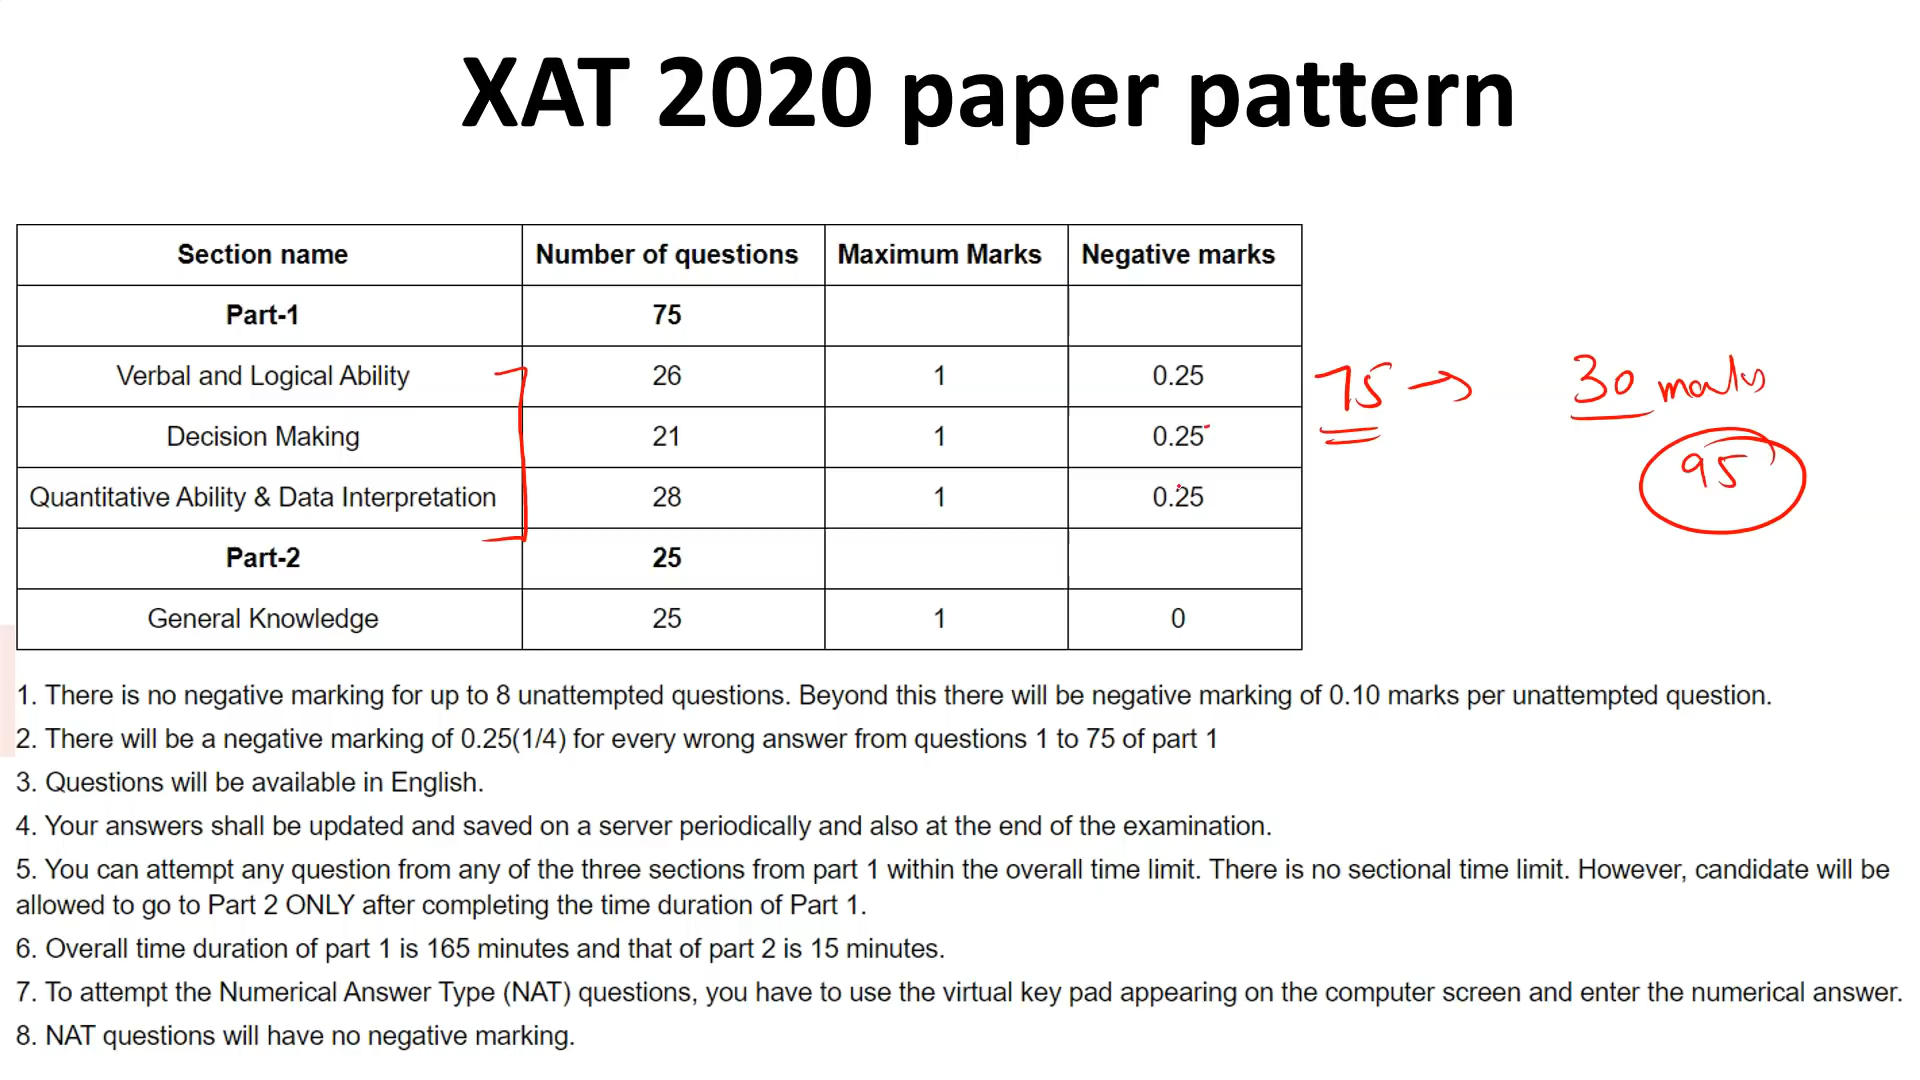 XAT 2020 paper pattern
Section name Number of questions Maximum Marks Negative marks
Part-1 75
Verbal and Logical Ability 26 1 0.25
75 → 30 marks
Decision Making 21 1 0.25
95
Quantitative Ability & Data Interpretation 28 1 0.25
Part-2 25
General Knowledge 25 1 0
1. There is no negative marking for up to 8 unattempted questions. Beyond this there will be negative marking of 0.10 marks per unattempted question.
2. There will be a negative marking of 0.25(1/4) for every wrong answer from questions 1 to 75 of part 1
3. Questions will be available in English.
4. Your answers shall be updated and saved on a server periodically and also at the end of the examination.
5. You can attempt any question from any of the three sections from part 1 within the overall time limit. There is no sectional time limit. However, candidate will be
allowed to go to Part 2 ONLY after completing the time duration of Part 1.
6. Overall time duration of part 1 is 165 minutes and that of part 2 is 15 minutes.
7. To attempt the Numerical Answer Type (NAT) questions, you have to use the virtual key pad appearing on the computer screen and enter the numerical answer.
8. NAT questions will have no negative marking.